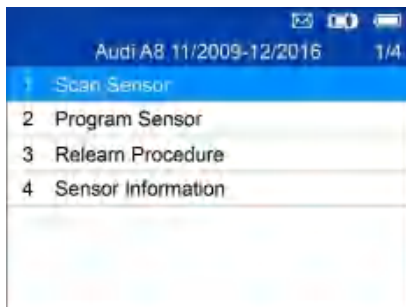 Audi A8 11/2009-12/2016 1/4
1 Scan Sensor
2 Program Sensor
3 Relearn Procedure
4 Sensor Information